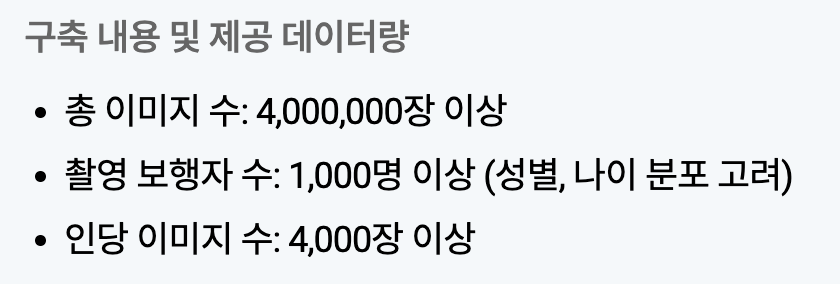 구축 내용 및 제공 데이터량
• 총 이미지 수: 4,000,000장 이상
• 촬영 보행자 수: 1,000명 이상 (성별, 나이 분포 고려)
• 인당 이미지 수: 4,000장 이상